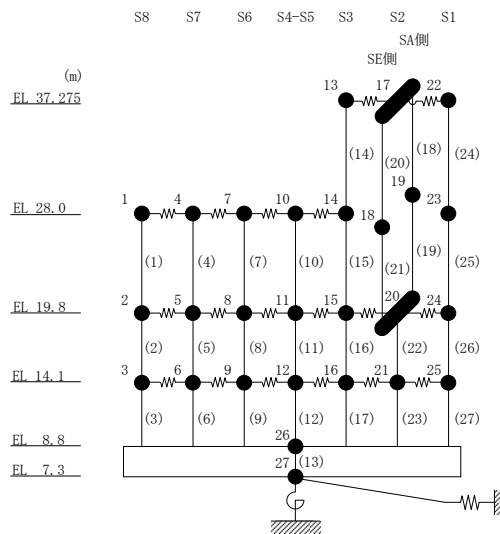 S8 S7 S6 S4-S5 S3 S2 S1
SA側
SE側
(m)
13 17 22
EL 37.275
(14) (20) (18) (24)
19
1 4 7 10 14 18 23
EL 28.0
(1) (4) (7) (10) (15) (21) (19) (25)
2 5 8 11 15 20 24
EL 19.8
(2) (5) (8) (11) (16) (22) (26)
3 6 9 12 16 21 25
EL 14.1
(3) (6) (9) (12) (17) (23) (27)
26
EL 8.8
27 (13)
EL 7.3